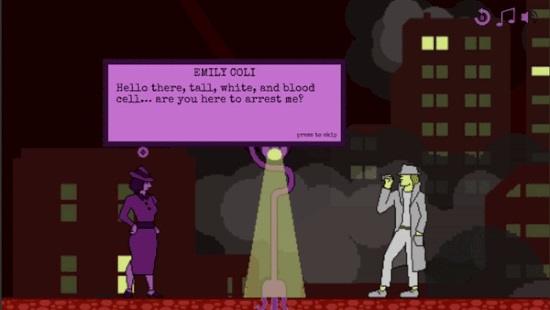 EMILY COLI
Hello there, tall, white, and blood
cell... are you here to arrest me?
press to skip